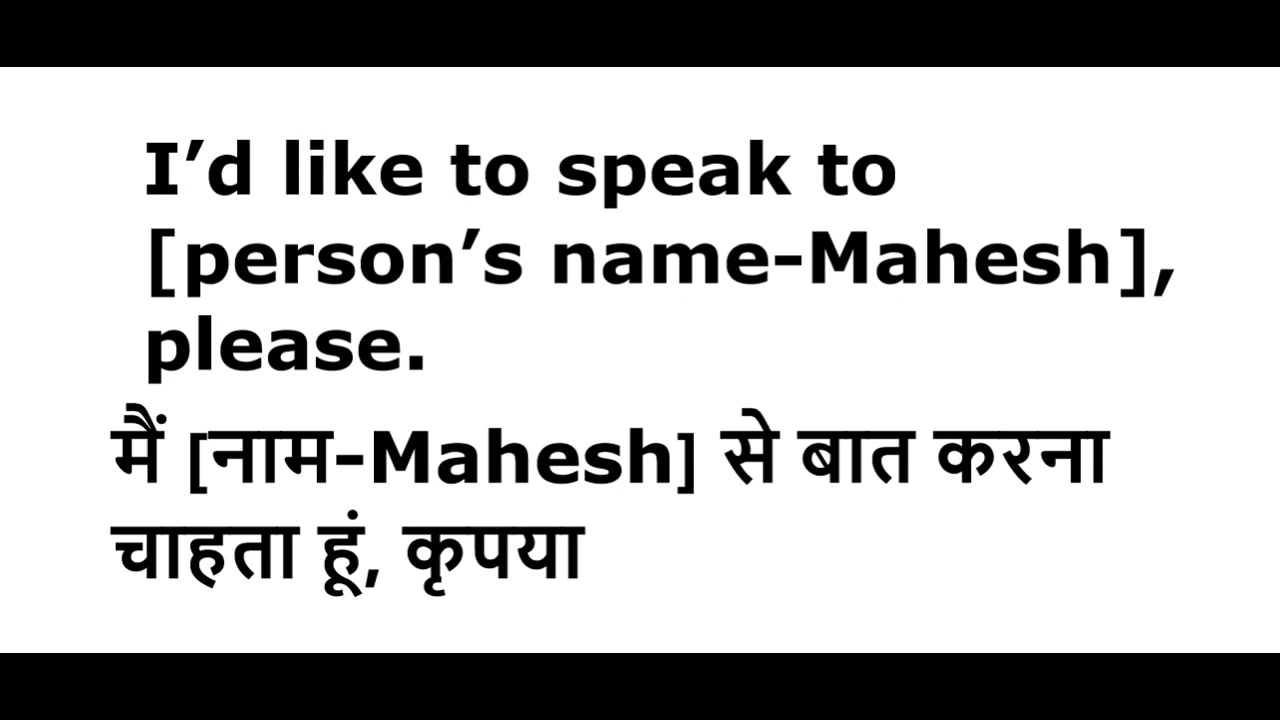 I’d like to speak to
[person’s name-Mahesh],
please.
मैं [नाम-Mahesh] से बात करना
चाहता हूं, कृपया